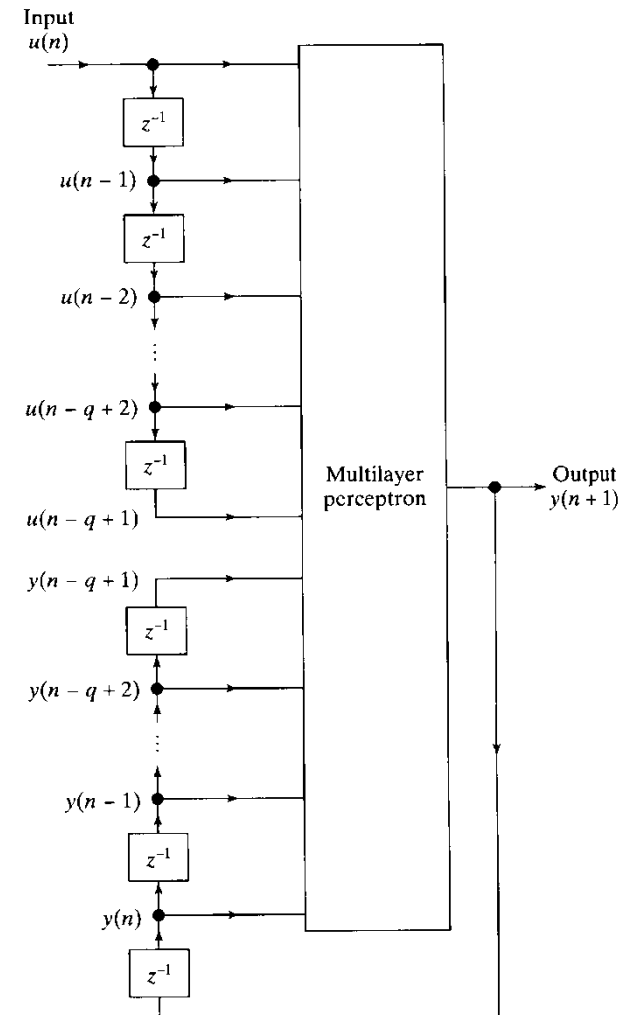 Input
u(n)
z⁻¹
u(n − 1)
z⁻¹
u(n − 2)
u(n − q + 2)
z⁻¹
Multilayer
perceptron
Output
y(n + 1)
u(n − q + 1)
y(n − q + 1)
z⁻¹
y(n − q + 2)
y(n − 1)
z⁻¹
y(n)
z⁻¹